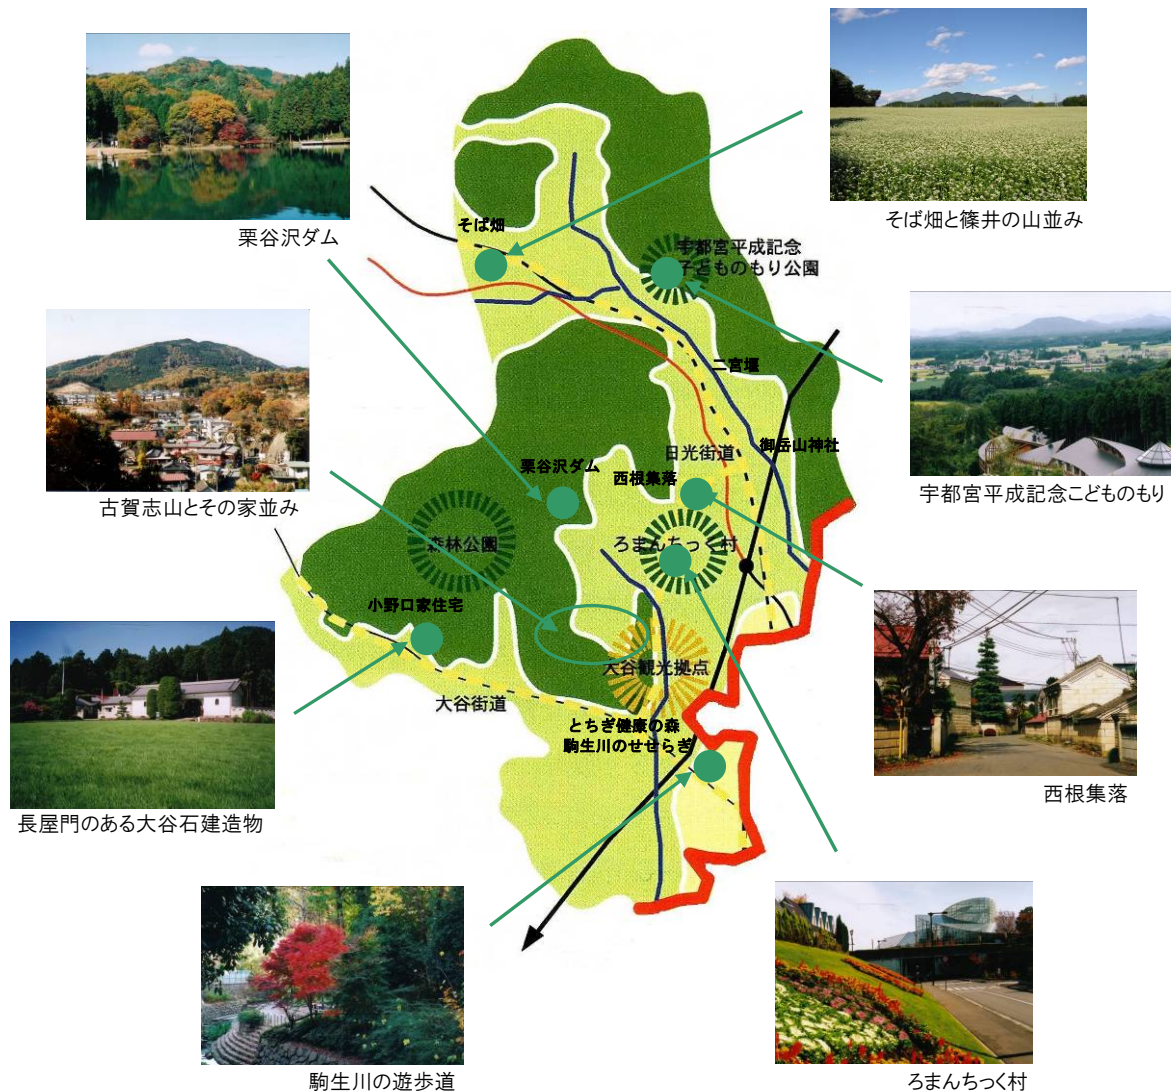 栗谷沢ダム
そば畑と篠井の山並み
そば畑
宇都宮平成記念
子どものもり公園
二宮堰
御岳山神社
日光街道
古賀志山とその家並み
宇都宮平成記念こどものもり
栗谷沢ダム
西根集落
森林公園
ろまんちっく村
小野口家住宅
大谷観光拠点
大谷街道
とちぎ健康の森
駒生川のせせらぎ
西根集落
長屋門のある大谷石建造物
駒生川の遊歩道
ろまんちっく村